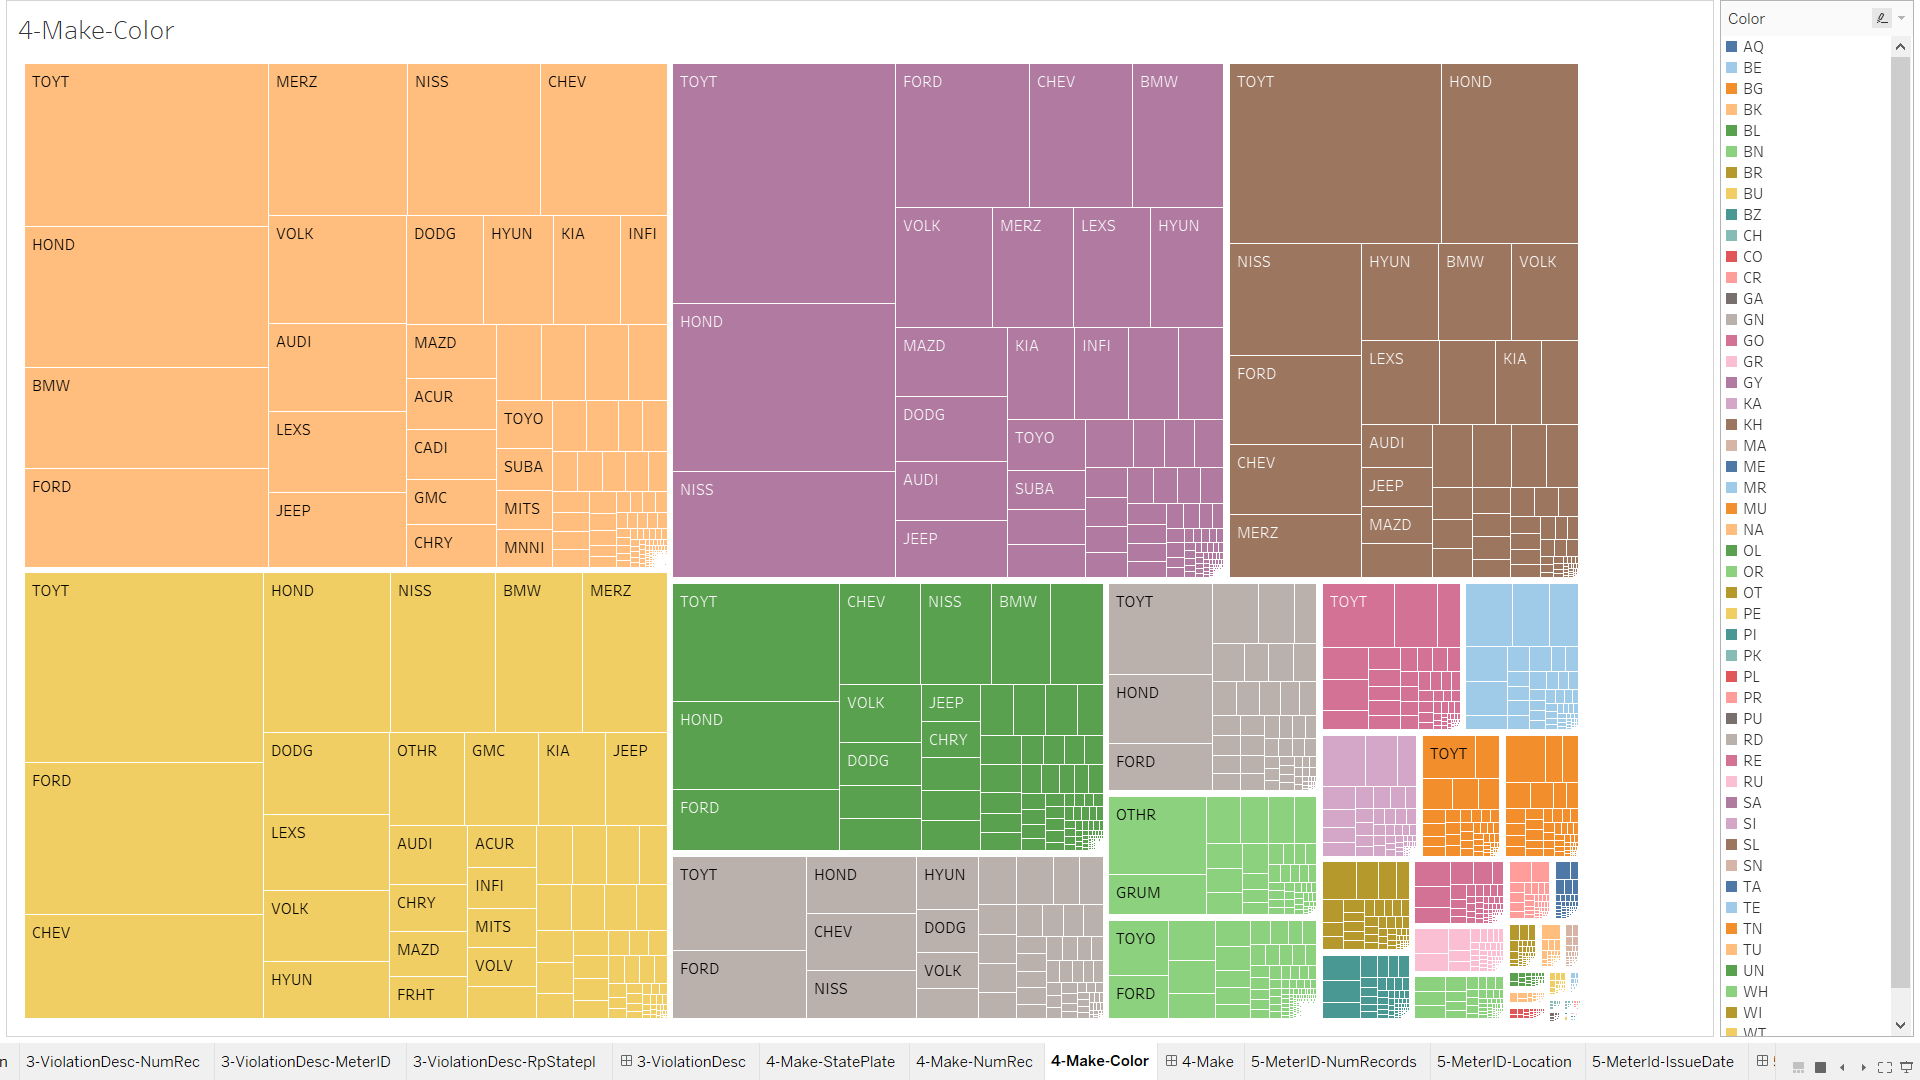 4-Make-Color
TOYT
MERZ
NISS
CHEV
HOND
VOLK
DODG
HYUN
KIA
INFI
AUDI
MAZD
BMW
ACUR
TOYO
LEXS
CADI
SUBA
FORD
GMC
MITS
JEEP
CHRY
MNNI
TOYT
FORD
CHEV
BMW
VOLK
MERZ
LEXS
HYUN
HOND
MAZD
KIA
INFI
DODG
TOYO
NISS
AUDI
SUBA
JEEP
TOYT
HOND
NISS
HYUN
BMW
VOLK
LEXS
KIA
FORD
AUDI
CHEV
JEEP
MERZ
MAZD
TOYT
HOND
NISS
BMW
MERZ
DODG
OTHR
GMC
KIA
JEEP
FORD
LEXS
AUDI
ACUR
INFI
VOLK
CHRY
MITS
CHEV
MAZD
VOLV
HYUN
FRHT
TOYT
CHEV
NISS
BMW
VOLK
JEEP
HOND
CHRY
DODG
FORD
TOYT
HOND
HYUN
CHEV
DODG
FORD
VOLK
NISS
TOYT
HOND
FORD
OTHR
GRUM
TOYO
FORD
TOYT
TOYT
Color
AQ
BE
BG
BK
BL
BN
BR
BU
BZ
CH
CO
CR
GA
GN
GO
GR
GY
KA
KH
MA
ME
MR
MU
NA
OL
OR
OT
PE
PI
PK
PL
PR
PU
RD
RE
RU
SA
SI
SL
SN
TA
TE
TN
TU
UN
WH
WI
WT
n
3-ViolationDesc-NumRec
3-ViolationDesc-MeterID
3-ViolationDesc-RpStatepl
3-ViolationDesc
4-Make-StatePlate
4-Make-NumRec
4-Make-Color
4-Make
5-MeterID-NumRecords
5-MeterID-Location
5-MeterId-IssueDate